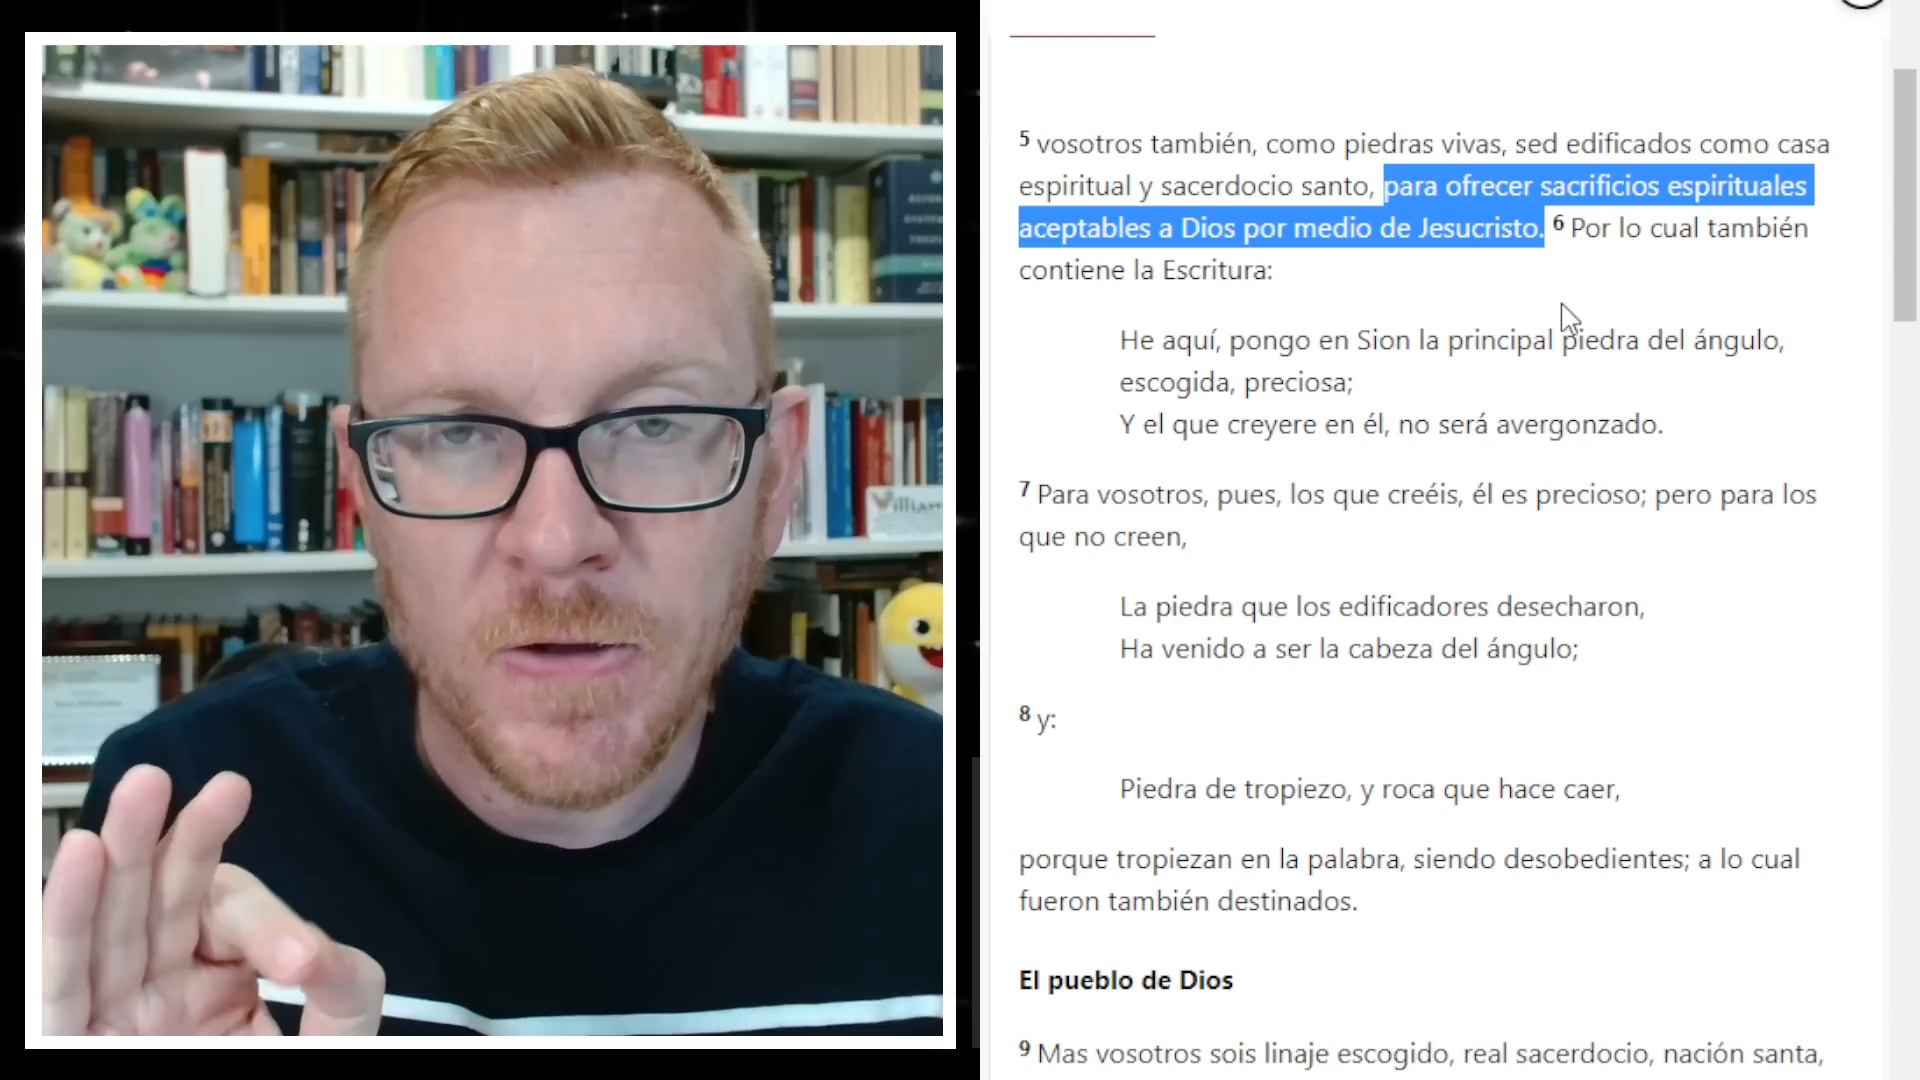 5 vosotros también, como piedras vivas, sed edificados como casa
espiritual y sacerdocio santo, para ofrecer sacrificios espirituales
aceptables a Dios por medio de Jesucristo. 6 Por lo cual también
contiene la Escritura:
He aquí, pongo en Sion la principal piedra del ángulo,
escogida, preciosa;
Y el que creyere en él, no será avergonzado.
7 Para vosotros, pues, los que creéis, él es precioso; pero para los
que no creen,
La piedra que los edificadores desecharon,
Ha venido a ser la cabeza del ángulo;
8 y:
Piedra de tropiezo, y roca que hace caer,
porque tropiezan en la palabra, siendo desobedientes; a lo cual
fueron también destinados.
El pueblo de Dios
9 Mas vosotros sois linaje escogido, real sacerdocio, nación santa,